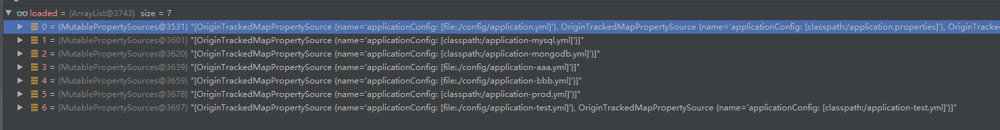 loaded = {ArrayList@3743} size = 7
0 = {MutablePropertySources@3531} "[OriginTrackedMapPropertySource {name='applicationConfig: [file:./config/application.yml]'}, OriginTrackedMapPropertySource {name='applicationConfig: [classpath:/application.properties]'}, OriginTracked
1 = {MutablePropertySources@3601} "[OriginTrackedMapPropertySource {name='applicationConfig: [classpath:/application-mysql.yml]'}]"
2 = {MutablePropertySources@3620} "[OriginTrackedMapPropertySource {name='applicationConfig: [classpath:/application-mongodb.yml]'}]"
3 = {MutablePropertySources@3639} "[OriginTrackedMapPropertySource {name='applicationConfig: [file:./config/application-aaa.yml]'}]"
4 = {MutablePropertySources@3659} "[OriginTrackedMapPropertySource {name='applicationConfig: [file:./config/application-bbb.yml]'}]"
5 = {MutablePropertySources@3678} "[OriginTrackedMapPropertySource {name='applicationConfig: [classpath:/application-prod.yml]'}]"
6 = {MutablePropertySources@3697} "[OriginTrackedMapPropertySource {name='applicationConfig: [file:./config/application-test.yml]'}, OriginTrackedMapPropertySource {name='applicationConfig: [classpath:/application-test.yml]'}]"